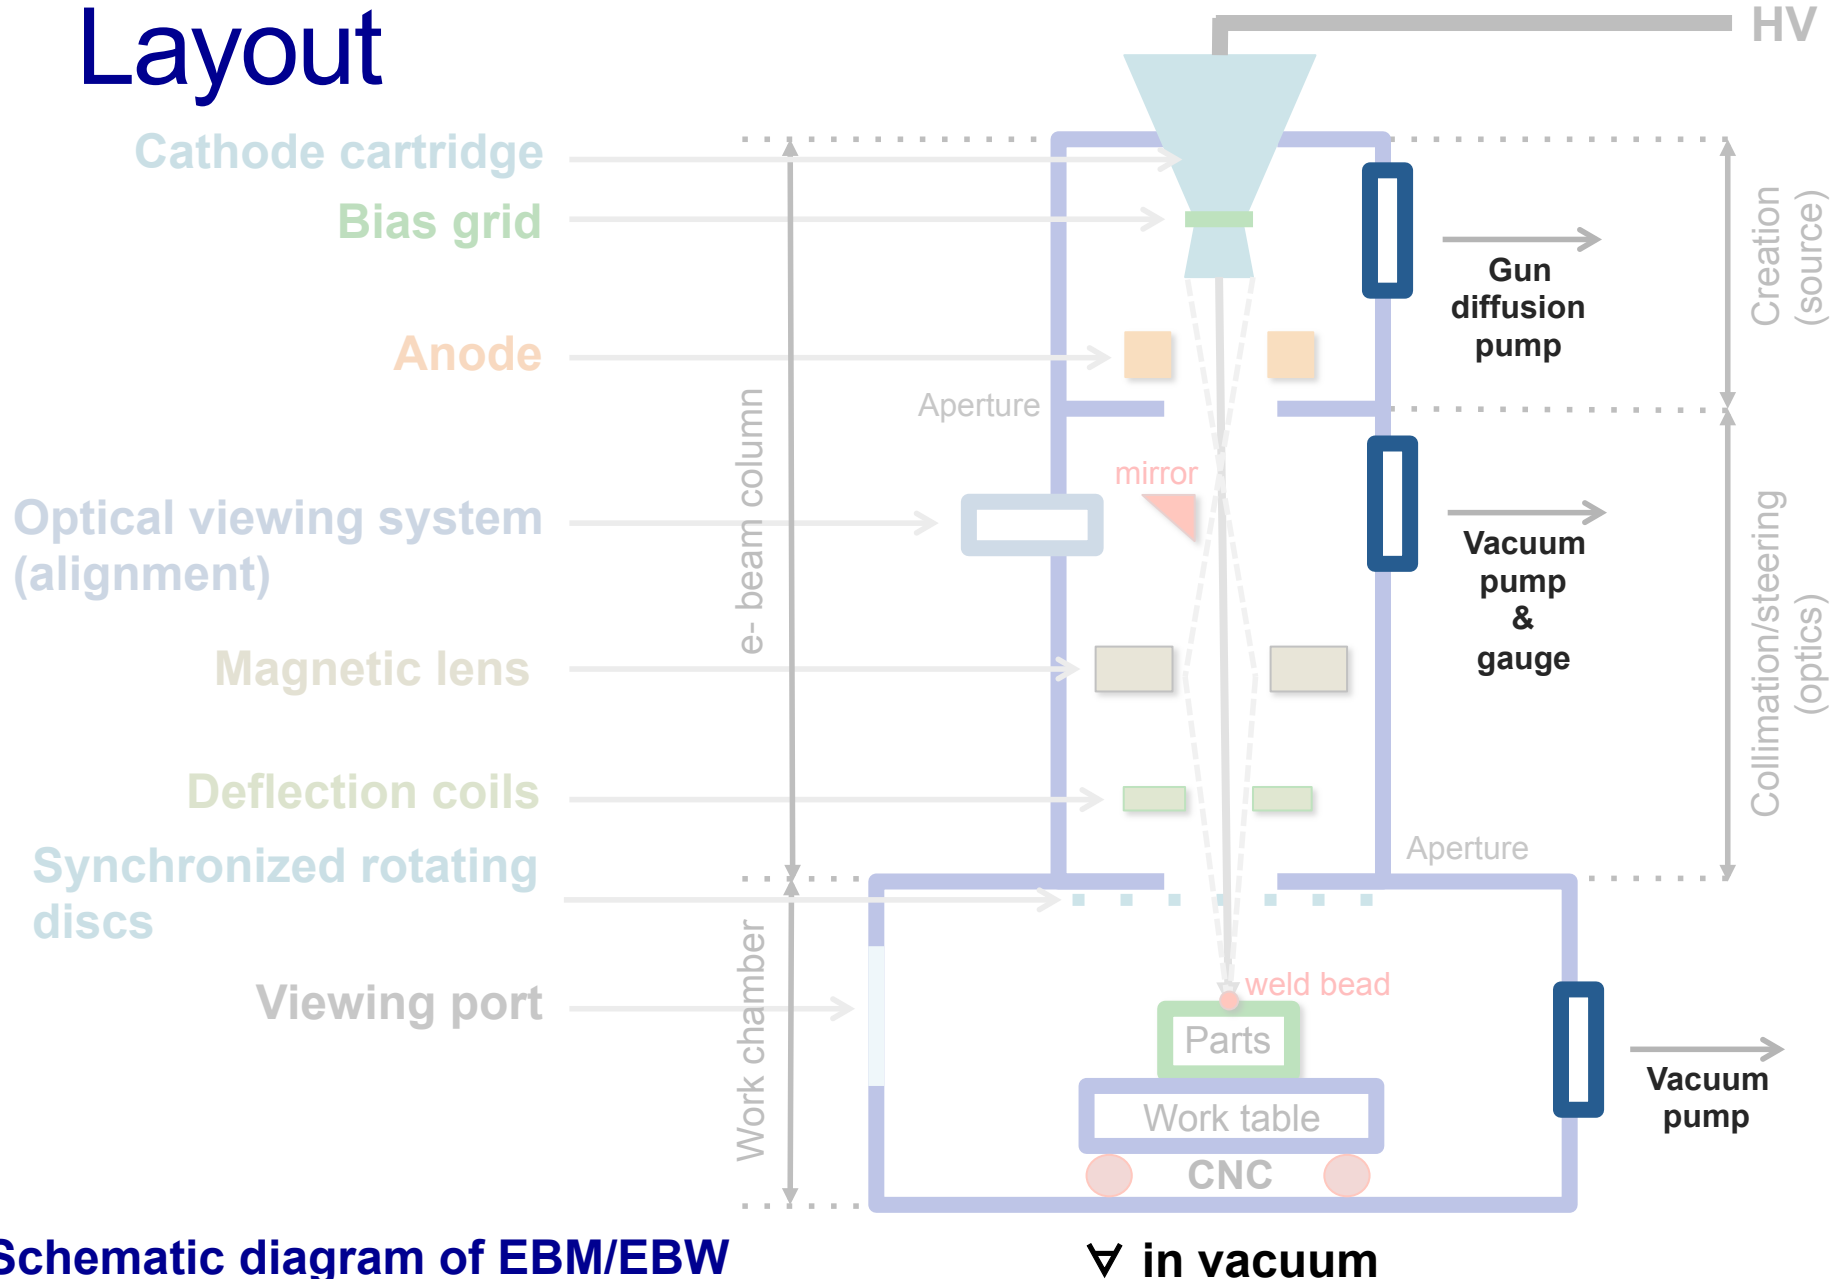 Layout
HV
Cathode cartridge
Bias grid
Anode
Optical viewing system
(alignment)
Magnetic lens
Deflection coils
Synchronized rotating
discs
Viewing port
e- beam column
Work chamber
Aperture
mirror
Aperture
weld bead
Parts
Work table
CNC
Gun
diffusion
pump
Vacuum
pump
&
gauge
Vacuum
pump
Creation
(source)
Collimation/steering
(optics)
Schematic diagram of EBM/EBW
∀ in vacuum